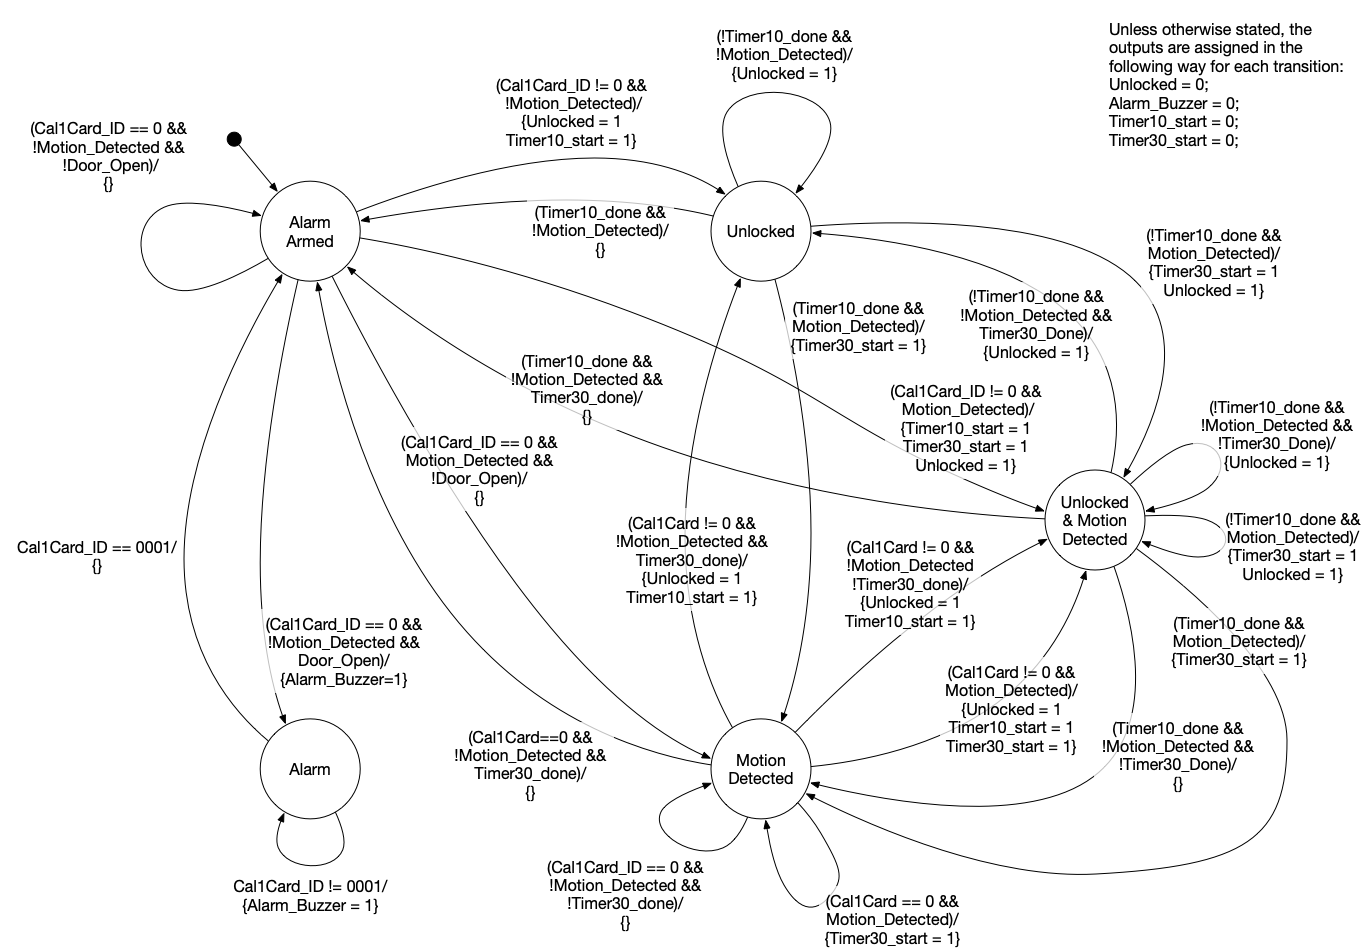 Unless otherwise stated, the
outputs are assigned in the
following way for each transition:
Unlocked = 0;
Alarm_Buzzer = 0;
Timer10_start = 0;
Timer30_start = 0;
(!Timer10_done &&
!Motion_Detected)/
{Unlocked = 1}
(Cal1Card_ID != 0 &&
!Motion_Detected)/
{Unlocked = 1
Timer10_start = 1}
(Cal1Card_ID == 0 &&
!Motion_Detected &&
!Door_Open)/
{}
Alarm
Armed
(Timer10_done &&
!Motion_Detected)/
{}
Unlocked
(!Timer10_done &&
Motion_Detected)/
{Timer30_start = 1
Unlocked = 1}
(Timer10_done &&
Motion_Detected)/
{Timer30_start = 1}
(!Timer10_done &&
!Motion_Detected &&
Timer30_Done)/
{Unlocked = 1}
(Timer10_done &&
!Motion_Detected &&
Timer30_done)/
{}
(Cal1Card_ID != 0 &&
Motion_Detected)/
{Timer10_start = 1
Timer30_start = 1
Unlocked = 1}
(!Timer10_done &&
!Motion_Detected &&
!Timer30_Done)/
{Unlocked = 1}
(Cal1Card_ID == 0 &&
Motion_Detected &&
!Door_Open)/
{}
Unlocked
& Motion
Detected
(!Timer10_done &&
Motion_Detected)/
{Timer30_start = 1
Unlocked = 1}
Cal1Card_ID == 0001/
{}
(Cal1Card != 0 &&
!Motion_Detected &&
Timer30_done)/
{Unlocked = 1
Timer10_start = 1}
(Cal1Card != 0 &&
!Motion_Detected
!Timer30_done)/
{Unlocked = 1
Timer10_start = 1}
(Cal1Card_ID == 0 &&
!Motion_Detected &&
Door_Open)/
{Alarm_Buzzer=1}
(Timer10_done &&
Motion_Detected)/
{Timer30_start = 1}
(Cal1Card != 0 &&
Motion_Detected)/
{Unlocked = 1
Timer10_start = 1
Timer30_start = 1}
(Timer10_done &&
!Motion_Detected &&
!Timer30_Done)/
{}
(Cal1Card==0 &&
!Motion_Detected &&
Timer30_done)/
{}
Alarm
Motion
Detected
Cal1Card_ID != 0001/
{Alarm_Buzzer = 1}
(Cal1Card_ID == 0 &&
!Motion_Detected &&
!Timer30_done)/
{}
(Cal1Card == 0 &&
Motion_Detected)/
{Timer30_start = 1}